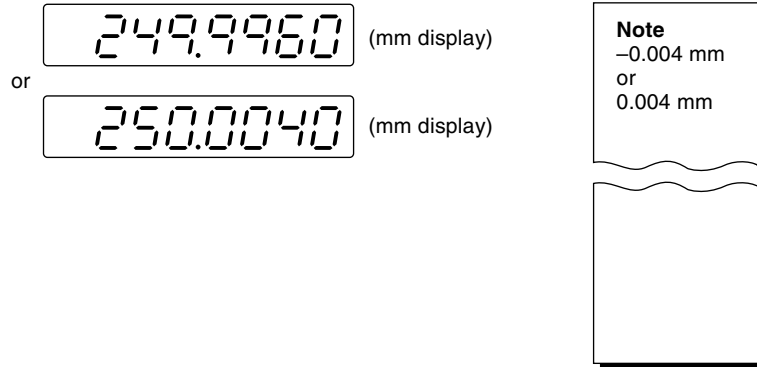 249.9960 (mm display)
or
250.0040 (mm display)
Note
–0.004 mm
or
0.004 mm